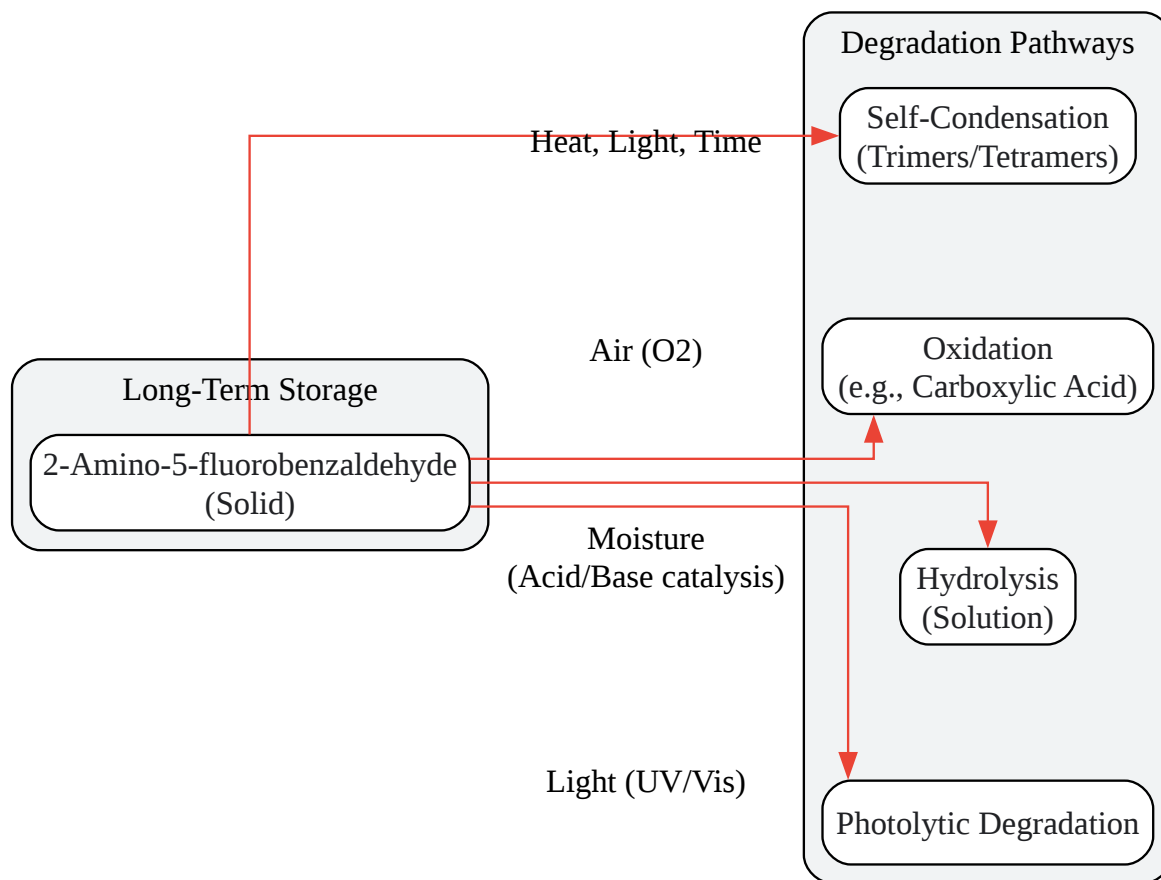 Degradation Pathways
Self-Condensation
(Trimers/Tetramers)
Heat, Light, Time
Air (O2)
Oxidation
(e.g., Carboxylic Acid)
Long-Term Storage
2-Amino-5-fluorobenzaldehyde
(Solid)
Moisture
(Acid/Base catalysis)
Hydrolysis
(Solution)
Light (UV/Vis)
Photolytic Degradation